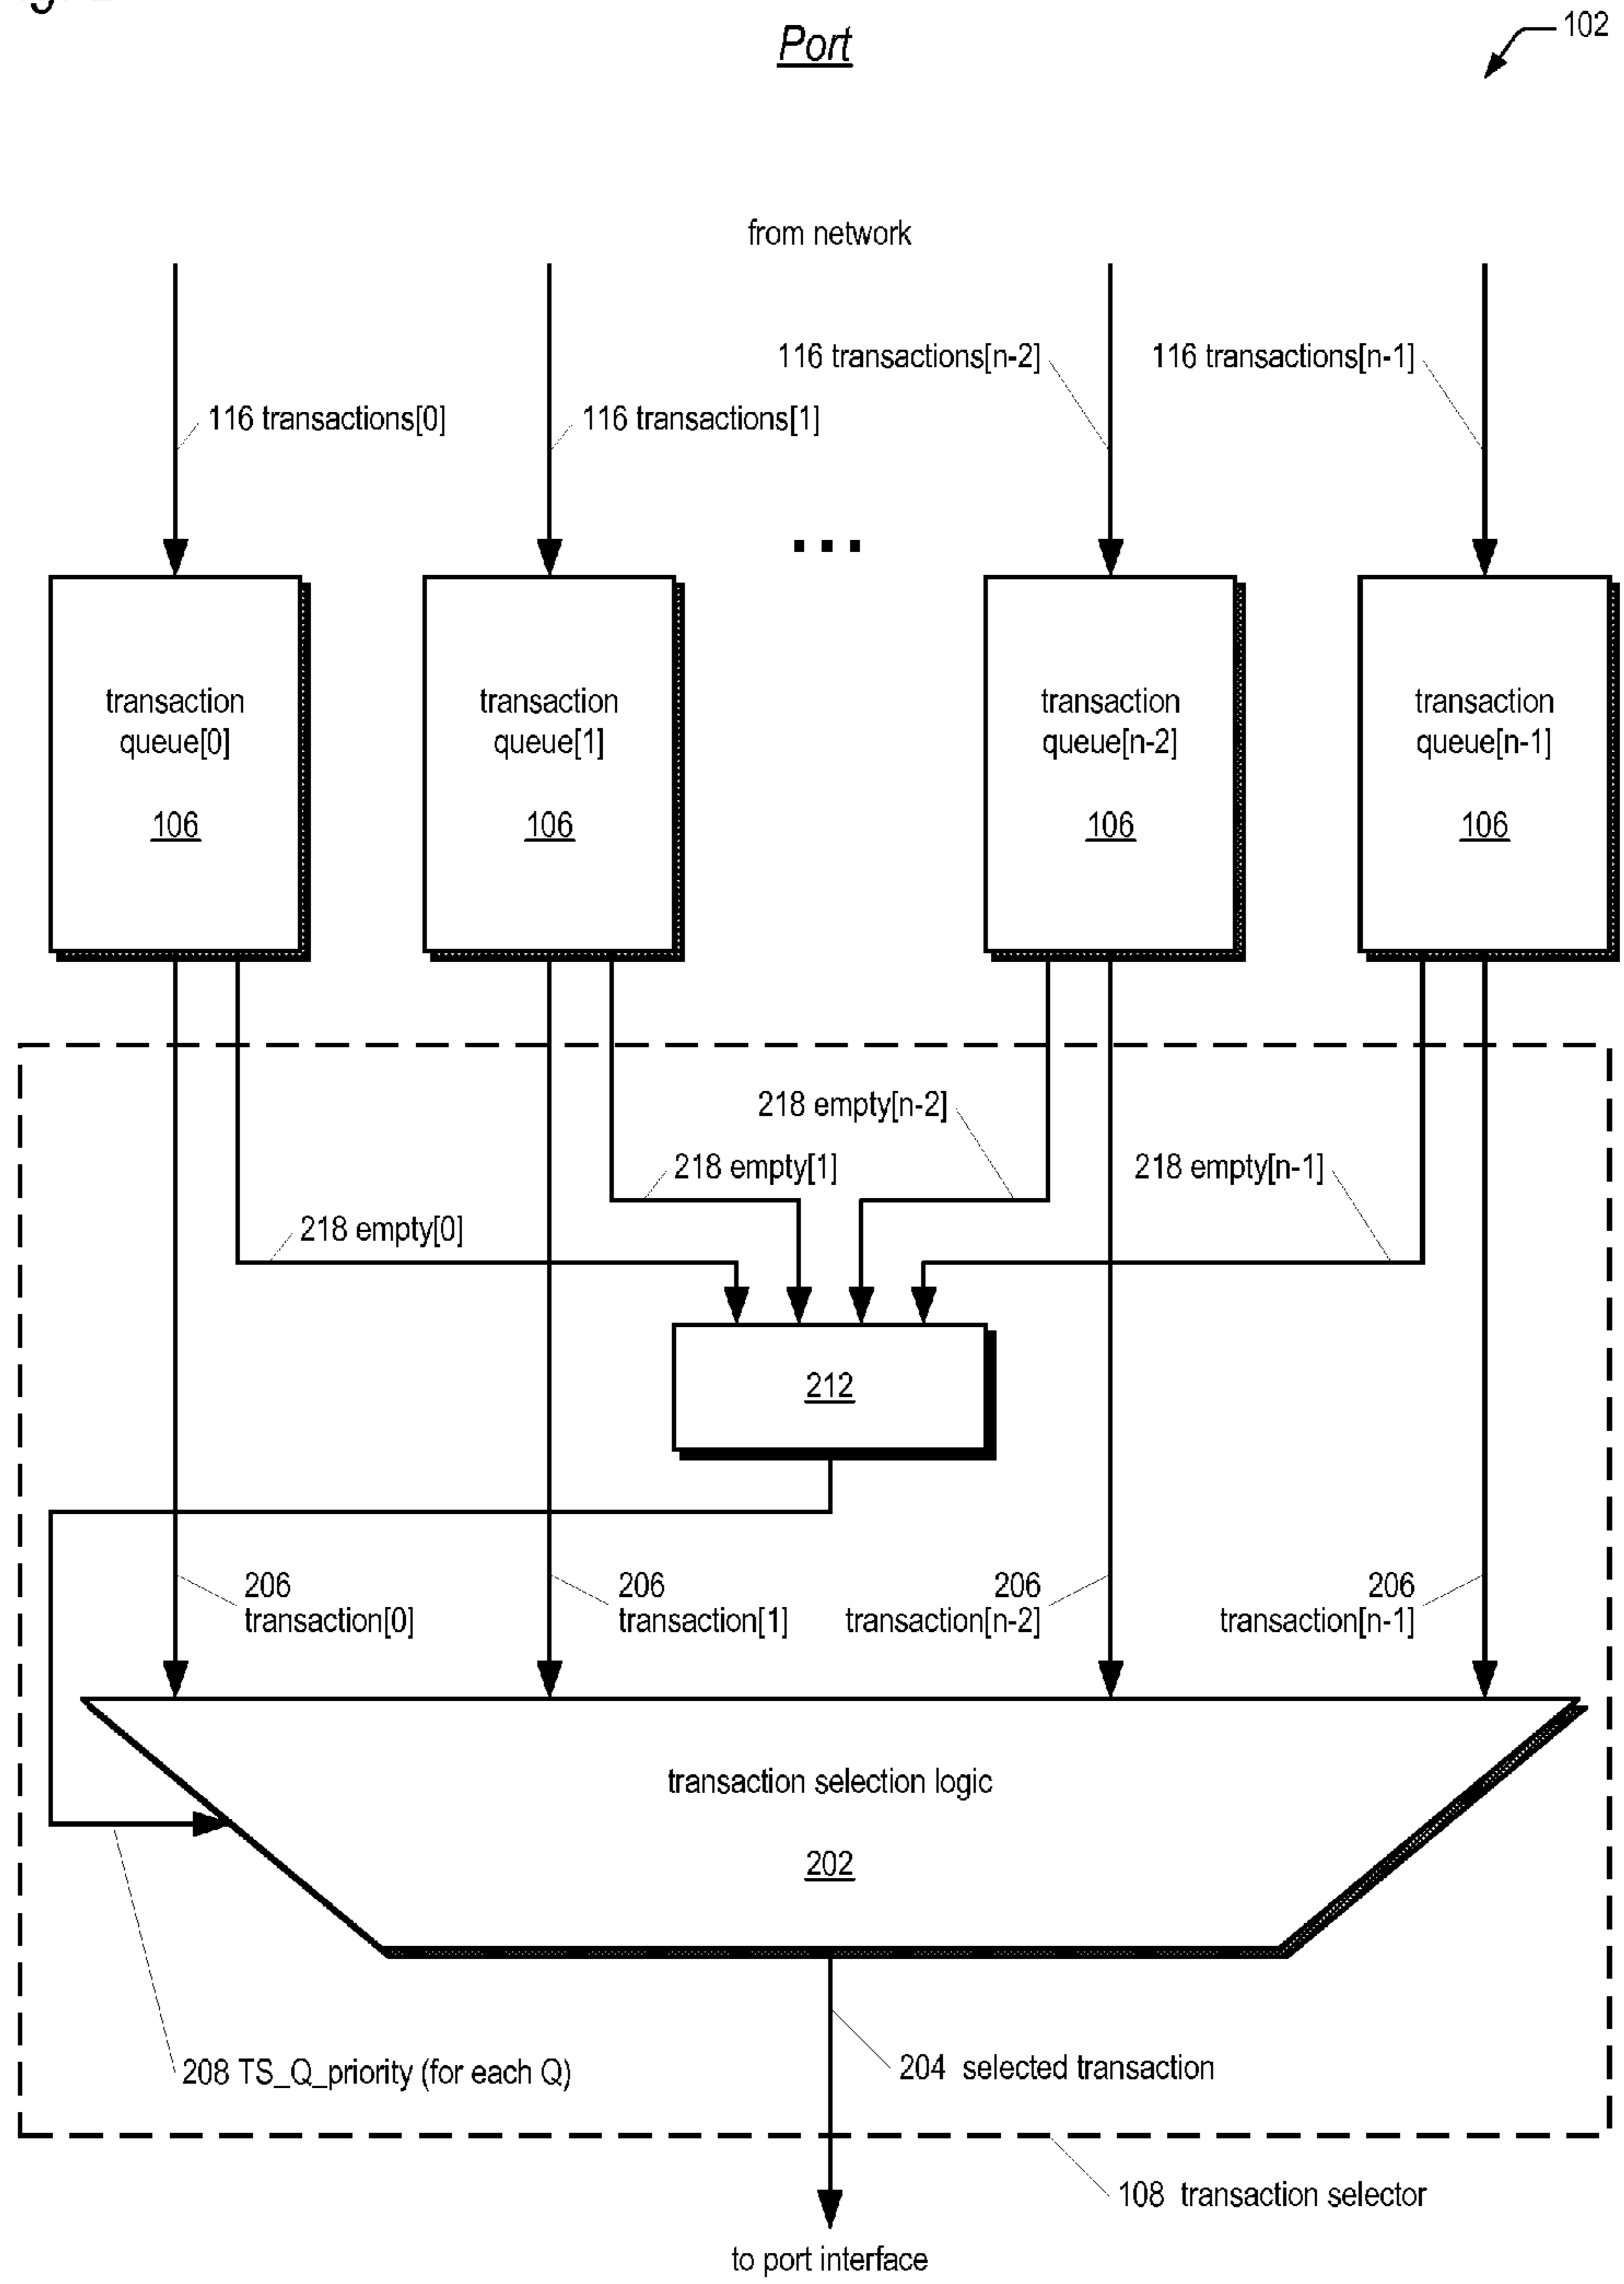 Port
102
from network
116 transactions[n-2]
116 transactions[n-1]
116 transactions[0]
116 transactions[1]
...
transaction
queue[0]
106
transaction
queue[1]
106
transaction
queue[n-2]
106
transaction
queue[n-1]
106
218 empty[n-2]
218 empty[1]
218 empty[n-1]
218 empty[0]
212
206
transaction[0]
206
transaction[1]
206
transaction[n-2]
206
transaction[n-1]
transaction selection logic
202
208 TS_Q_priority (for each Q)
204 selected transaction
108 transaction selector
to port interface